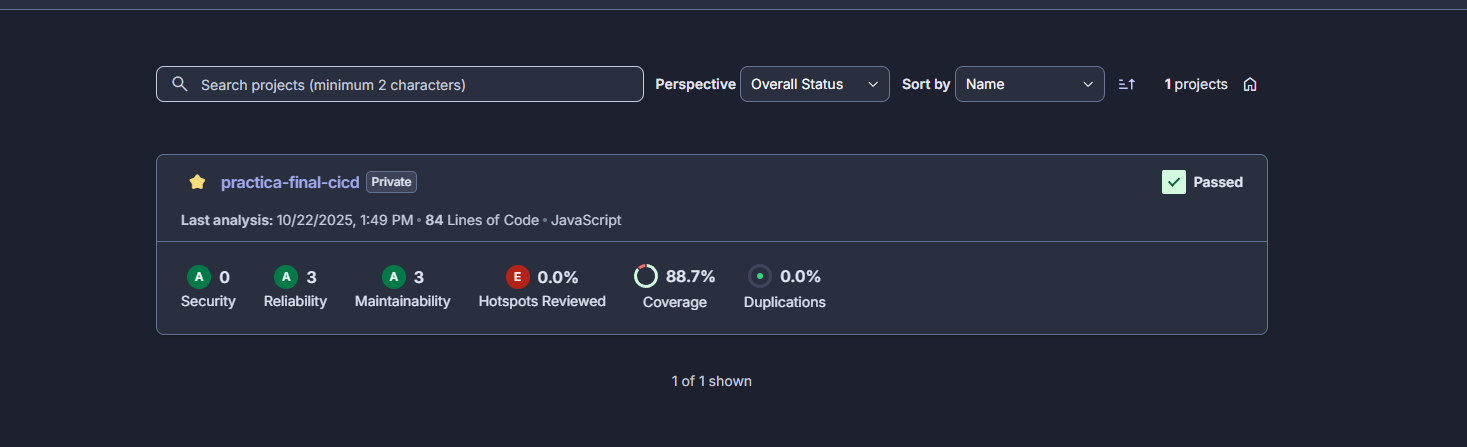 Search projects (minimum 2 characters) Perspective Overall Status Sort by Name 1 projects
practica-final-cicd Private Passed
Last analysis: 10/22/2025, 1:49 PM • 84 Lines of Code • JavaScript
A 0 A 3 A 3 E 0.0% 88.7% 0.0%
Security Reliability Maintainability Hotspots Reviewed Coverage Duplications
1 of 1 shown